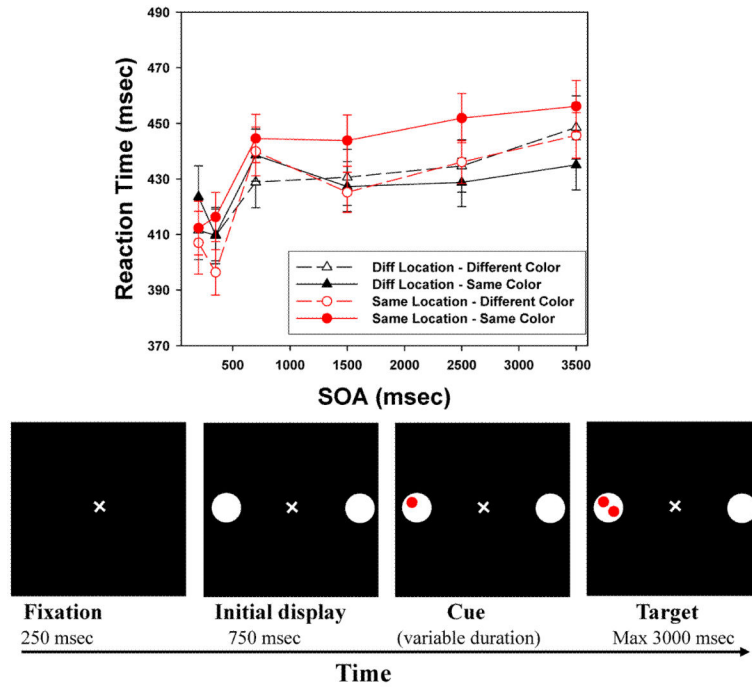 490
470
450
430
410
390
370
Reaction Time (msec)
Diff Location - Different Color
Diff Location - Same Color
Same Location - Different Color
Same Location - Same Color
500 1000 1500 2000 2500 3000 3500
SOA (msec)
Fixation Initial display Cue Target
250 msec 750 msec (variable duration) Max 3000 msec
Time